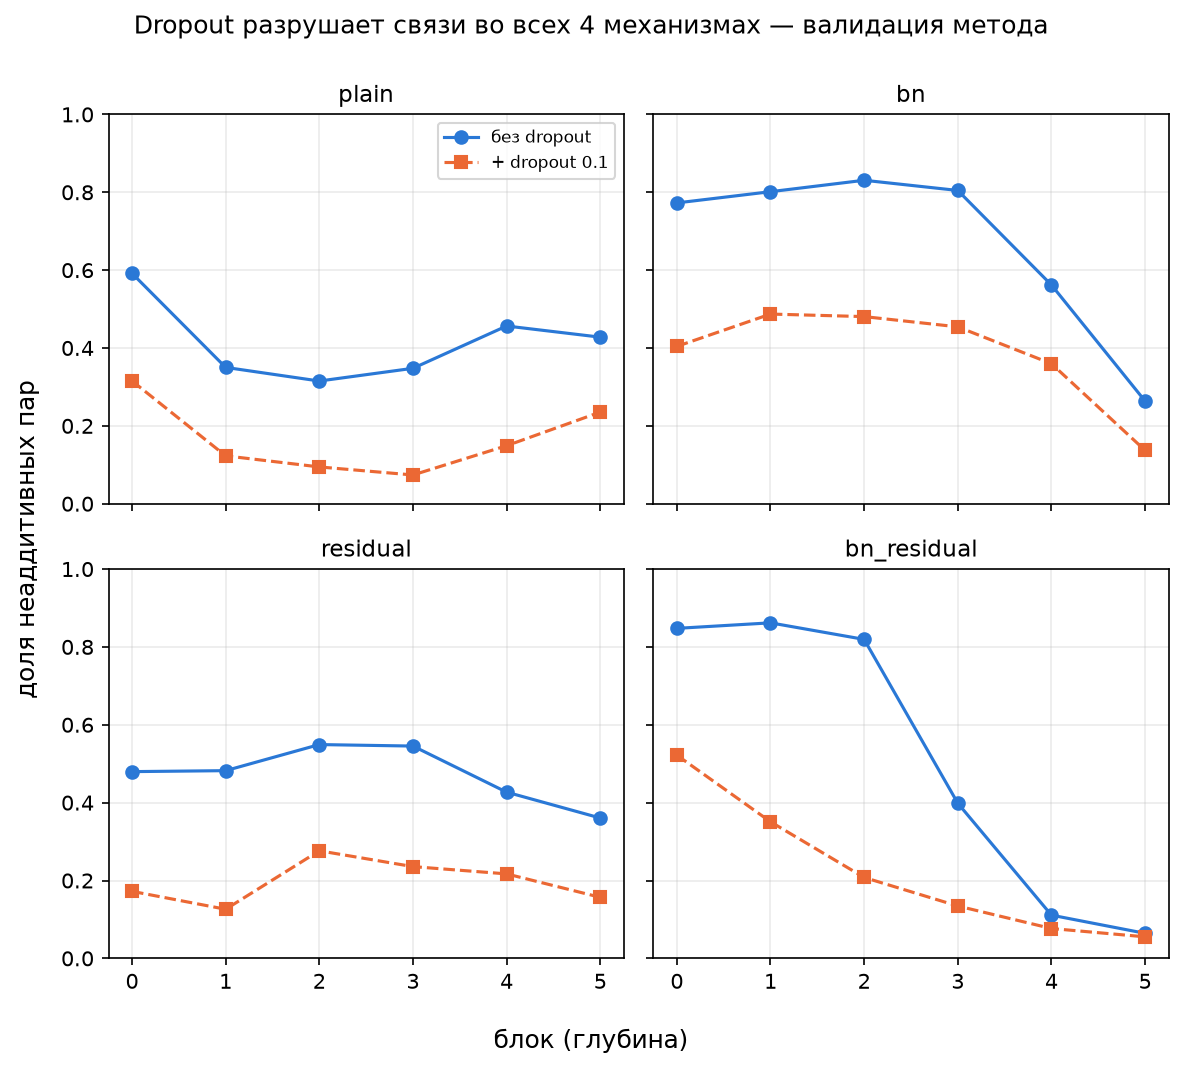 Dropout разрушает связи во всех 4 механизмах — валидация метода
plain
bn
1.0
0.8
0.6
0.4
0.2
0.0
без dropout
+ dropout 0.1
доля неаддитивных пар
residual
bn_residual
1.0
0.8
0.6
0.4
0.2
0.0
0 1 2 3 4 5
0 1 2 3 4 5
блок (глубина)